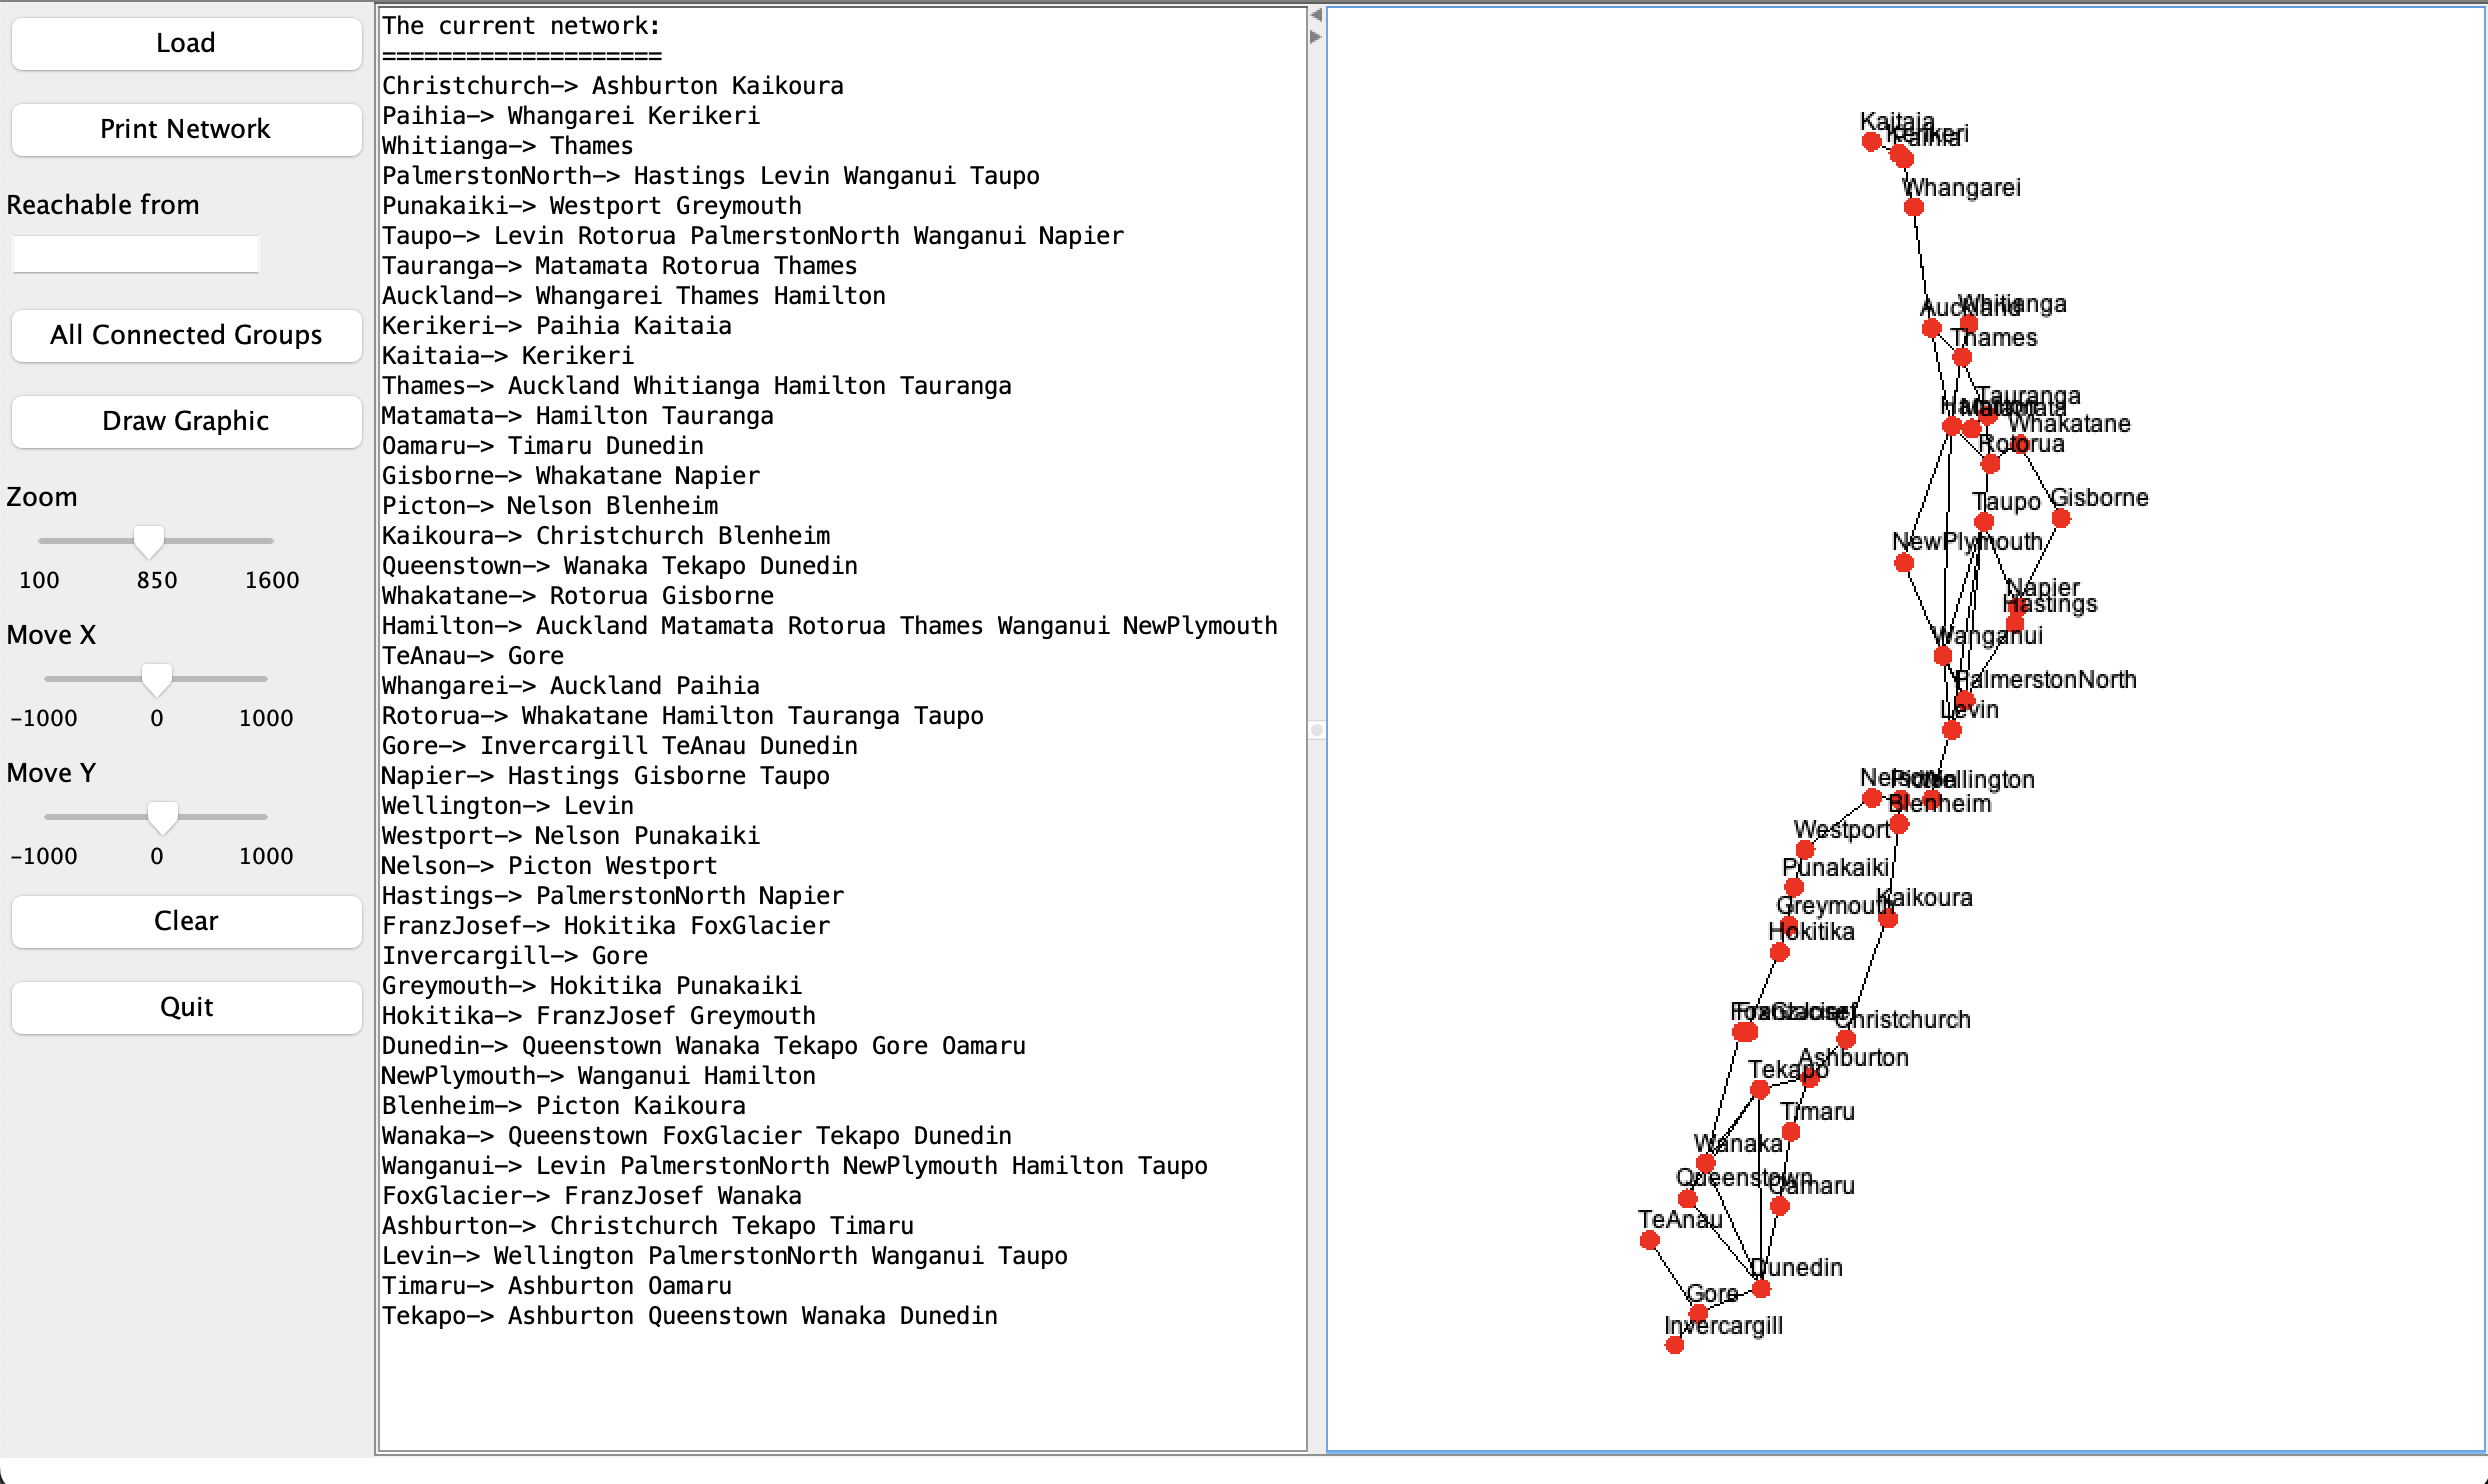 Load
Print Network
Reachable from
All Connected Groups
Draw Graphic
Zoom
100 850 1600
Move X
-1000 0 1000
Move Y
-1000 0 1000
Clear
Quit
The current network:
====================
Christchurch-> Ashburton Kaikoura
Paihia-> Whangarei Kerikeri
Whitianga-> Thames
PalmerstonNorth-> Hastings Levin Wanganui Taupo
Punakaiki-> Westport Greymouth
Taupo-> Levin Rotorua PalmerstonNorth Wanganui Napier
Tauranga-> Matamata Rotorua Thames
Auckland-> Whangarei Thames Hamilton
Kerikeri-> Paihia Kaitaia
Kaitaia-> Kerikeri
Thames-> Auckland Whitianga Hamilton Tauranga
Matamata-> Hamilton Tauranga
Oamaru-> Timaru Dunedin
Gisborne-> Whakatane Napier
Picton-> Nelson Blenheim
Kaikoura-> Christchurch Blenheim
Queenstown-> Wanaka Tekapo Dunedin
Whakatane-> Rotorua Gisborne
Hamilton-> Auckland Matamata Rotorua Thames Wanganui NewPlymouth
TeAnau-> Gore
Whangarei-> Auckland Paihia
Rotorua-> Whakatane Hamilton Tauranga Taupo
Gore-> Invercargill TeAnau Dunedin
Napier-> Hastings Gisborne Taupo
Wellington-> Levin
Westport-> Nelson Punakaiki
Nelson-> Picton Westport
Hastings-> PalmerstonNorth Napier
FranzJosef-> Hokitika FoxGlacier
Invercargill-> Gore
Greymouth-> Hokitika Punakaiki
Hokitika-> FranzJosef Greymouth
Dunedin-> Queenstown Wanaka Tekapo Gore Oamaru
NewPlymouth-> Wanganui Hamilton
Blenheim-> Picton Kaikoura
Wanaka-> Queenstown FoxGlacier Tekapo Dunedin
Wanganui-> Levin PalmerstonNorth NewPlymouth Hamilton Taupo
FoxGlacier-> FranzJosef Wanaka
Ashburton-> Christchurch Tekapo Timaru
Levin-> Wellington PalmerstonNorth Wanganui Taupo
Timaru-> Ashburton Oamaru
Tekapo-> Ashburton Queenstown Wanaka Dunedin
Kaitaia
Kerikeri
Paihia
Whangarei
Auckland
Whitianga
Thames
Tauranga
Hamilton
Matamata
Whakatane
Rotorua
Taupo
Gisborne
NewPlymouth
Napier
Hastings
Wanganui
PalmerstonNorth
Levin
Nelson
Picton
Wellington
Blenheim
Westport
Punakaiki
Kaikoura
Greymouth
Hokitika
FoxGlacier
FranzJosef
Christchurch
Ashburton
Tekapo
Timaru
Wanaka
Queenstown
Oamaru
TeAnau
Dunedin
Gore
Invercargill